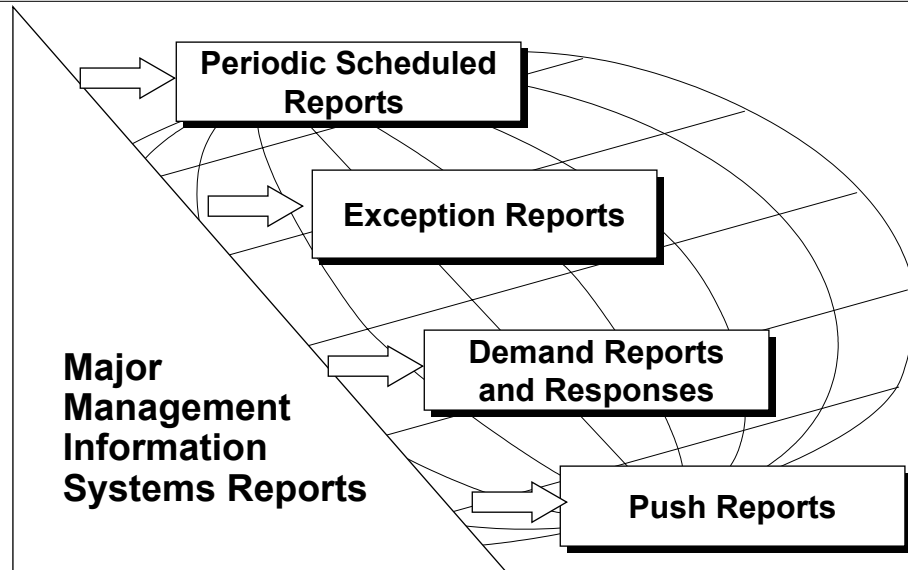 Periodic Scheduled
Reports
Exception Reports
Demand Reports
and Responses
Major
Management
Information
Systems Reports
Push Reports